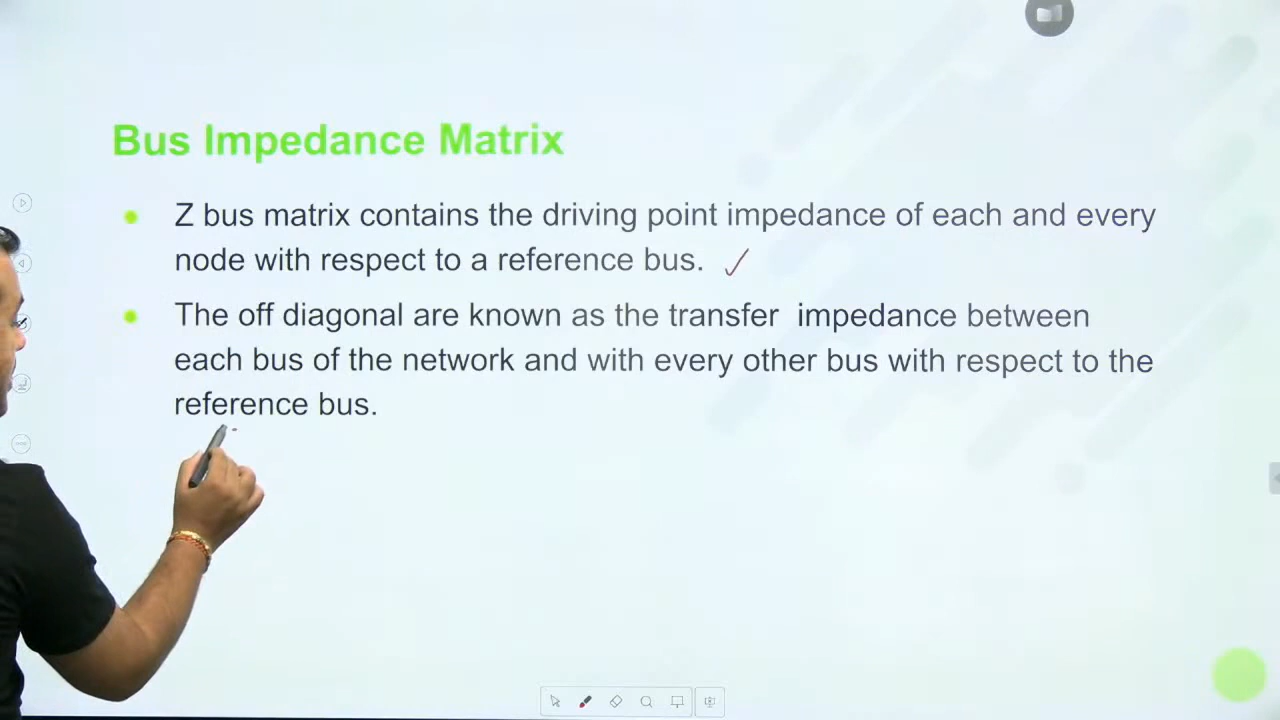 Bus Impedance Matrix
Z bus matrix contains the driving point impedance of each and every
node with respect to a reference bus.
The off diagonal are known as the transfer impedance between
each bus of the network and with every other bus with respect to the
reference bus.